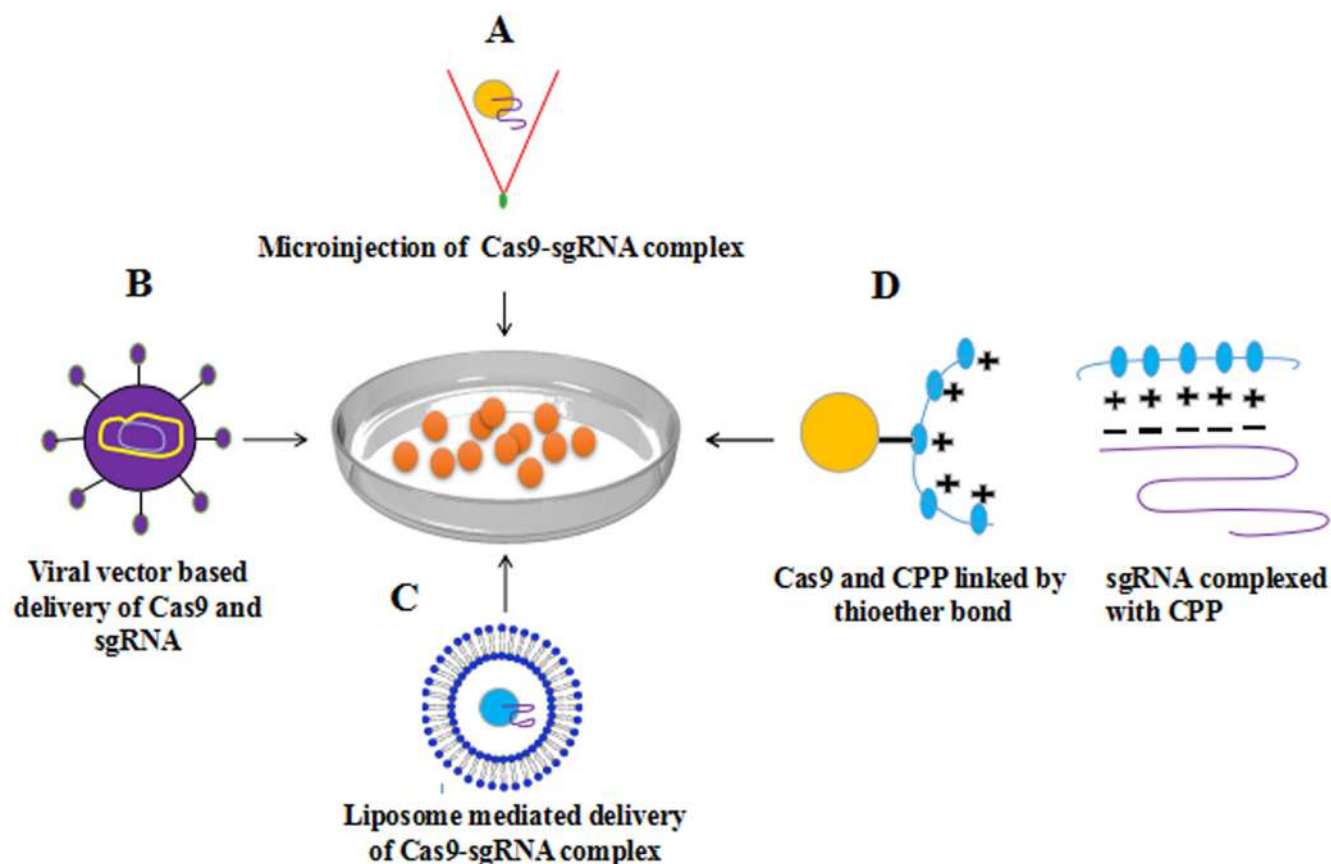 A
Microinjection of Cas9-sgRNA complex
B
Viral vector based
delivery of Cas9 and
sgRNA
C
Liposome mediated delivery
of Cas9-sgRNA complex
D
+ + + + +
+ + + + +
– – – – –
Cas9 and CPP linked by
thioether bond
sgRNA complexed
with CPP